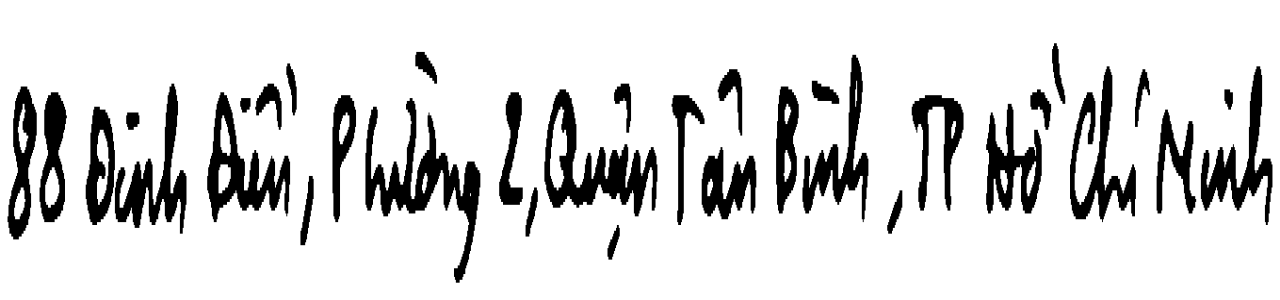 88 Đinh Điền, Phường 2, Quận Tân Bình, TP Hồ Chí Minh